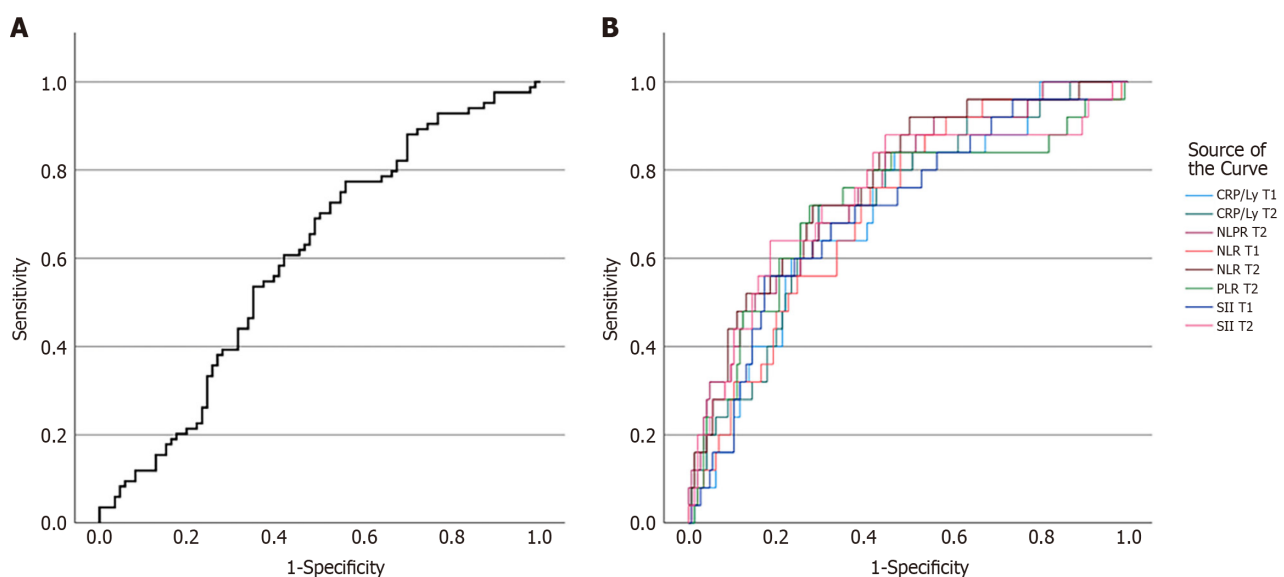 A
B
1.0
0.8
0.6
0.4
0.2
0.0
Sensitivity
0.0 0.2 0.4 0.6 0.8 1.0
1-Specificity
1.0
0.8
0.6
0.4
0.2
0.0
Sensitivity
0.0 0.2 0.4 0.6 0.8 1.0
1-Specificity
Source of
the Curve
CRP/Ly T1
CRP/Ly T2
NLPR T2
NLR T1
NLR T2
PLR T2
SII T1
SII T2